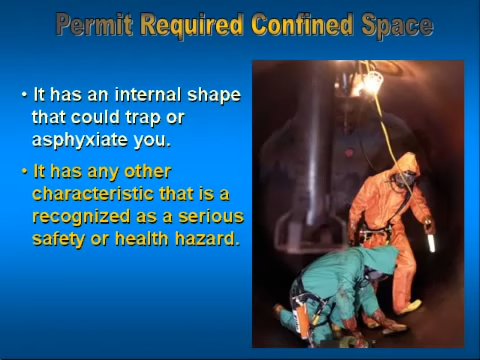 Permit Required Confined Space
• It has an internal shape
that could trap or
asphyxiate you.
• It has any other
characteristic that is a
recognized as a serious
safety or health hazard.